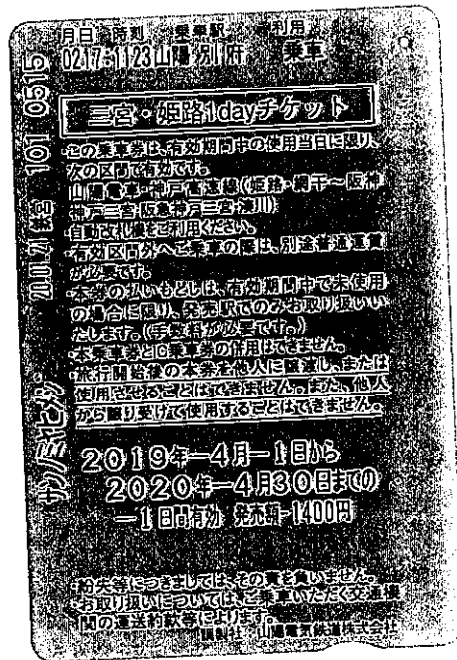 月日 時刻 乗車駅 利用
0217 1123山陽別府 乗車
三宮・姫路1dayチケット
・この乗車券は、有効期間中の使用当日に限り、
次の区間で有効です。
山陽電車・神戸高速線(姫路・網干〜阪神
神戸三宮・阪急神戸三宮・湊川)
・自動改札機をご利用ください。
・有効区間外へご乗車の際は、別途普通運賃
が必要です。
・本券の払いもどしは、有効期間中で未使用
の場合に限り、発売駅でのみお取り扱いい
たします。(手数料が必要です。)
・本乗車券とIC乗車券の併用はできません。
・旅行開始後の本券を他人に譲渡し、または
使用させることはできません。また、他人
から譲り受けて使用することはできません。
2019年-4月-1日から
2020年-4月30日までの
-1日間有効 発売額-1400円
・紛失等につきましては、その責を負いません。
・お取り扱いについては、ご乗車いただく交通機
関の運送約款等によります。
調製社 山陽電気鉄道株式会社
101 0515